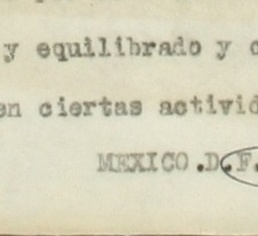 y equilibrado y
en ciertas activid
MEXICO.D.F.